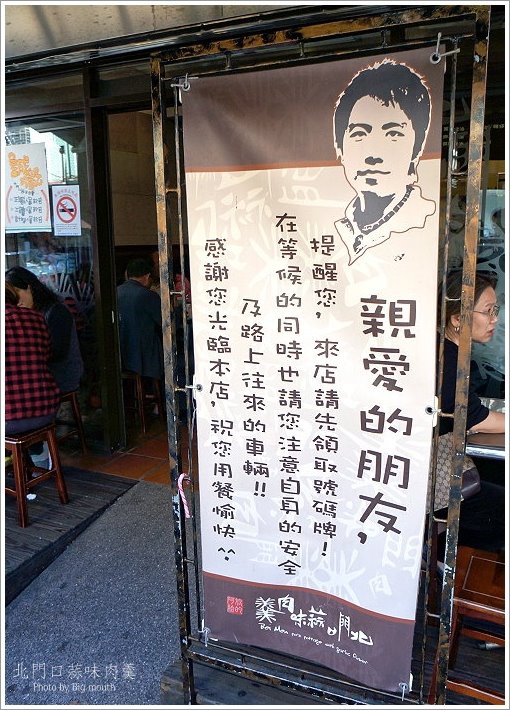 親愛的朋友,
提醒您, 來店請先領取號碼牌!
在等候的同時也請您注意自身的安全
及路上往來的車輛!!
感謝您光臨本店, 祝您用餐愉快^^
北門口蒜味肉羹
北門口蒜味肉羹
Photo by Big mouth